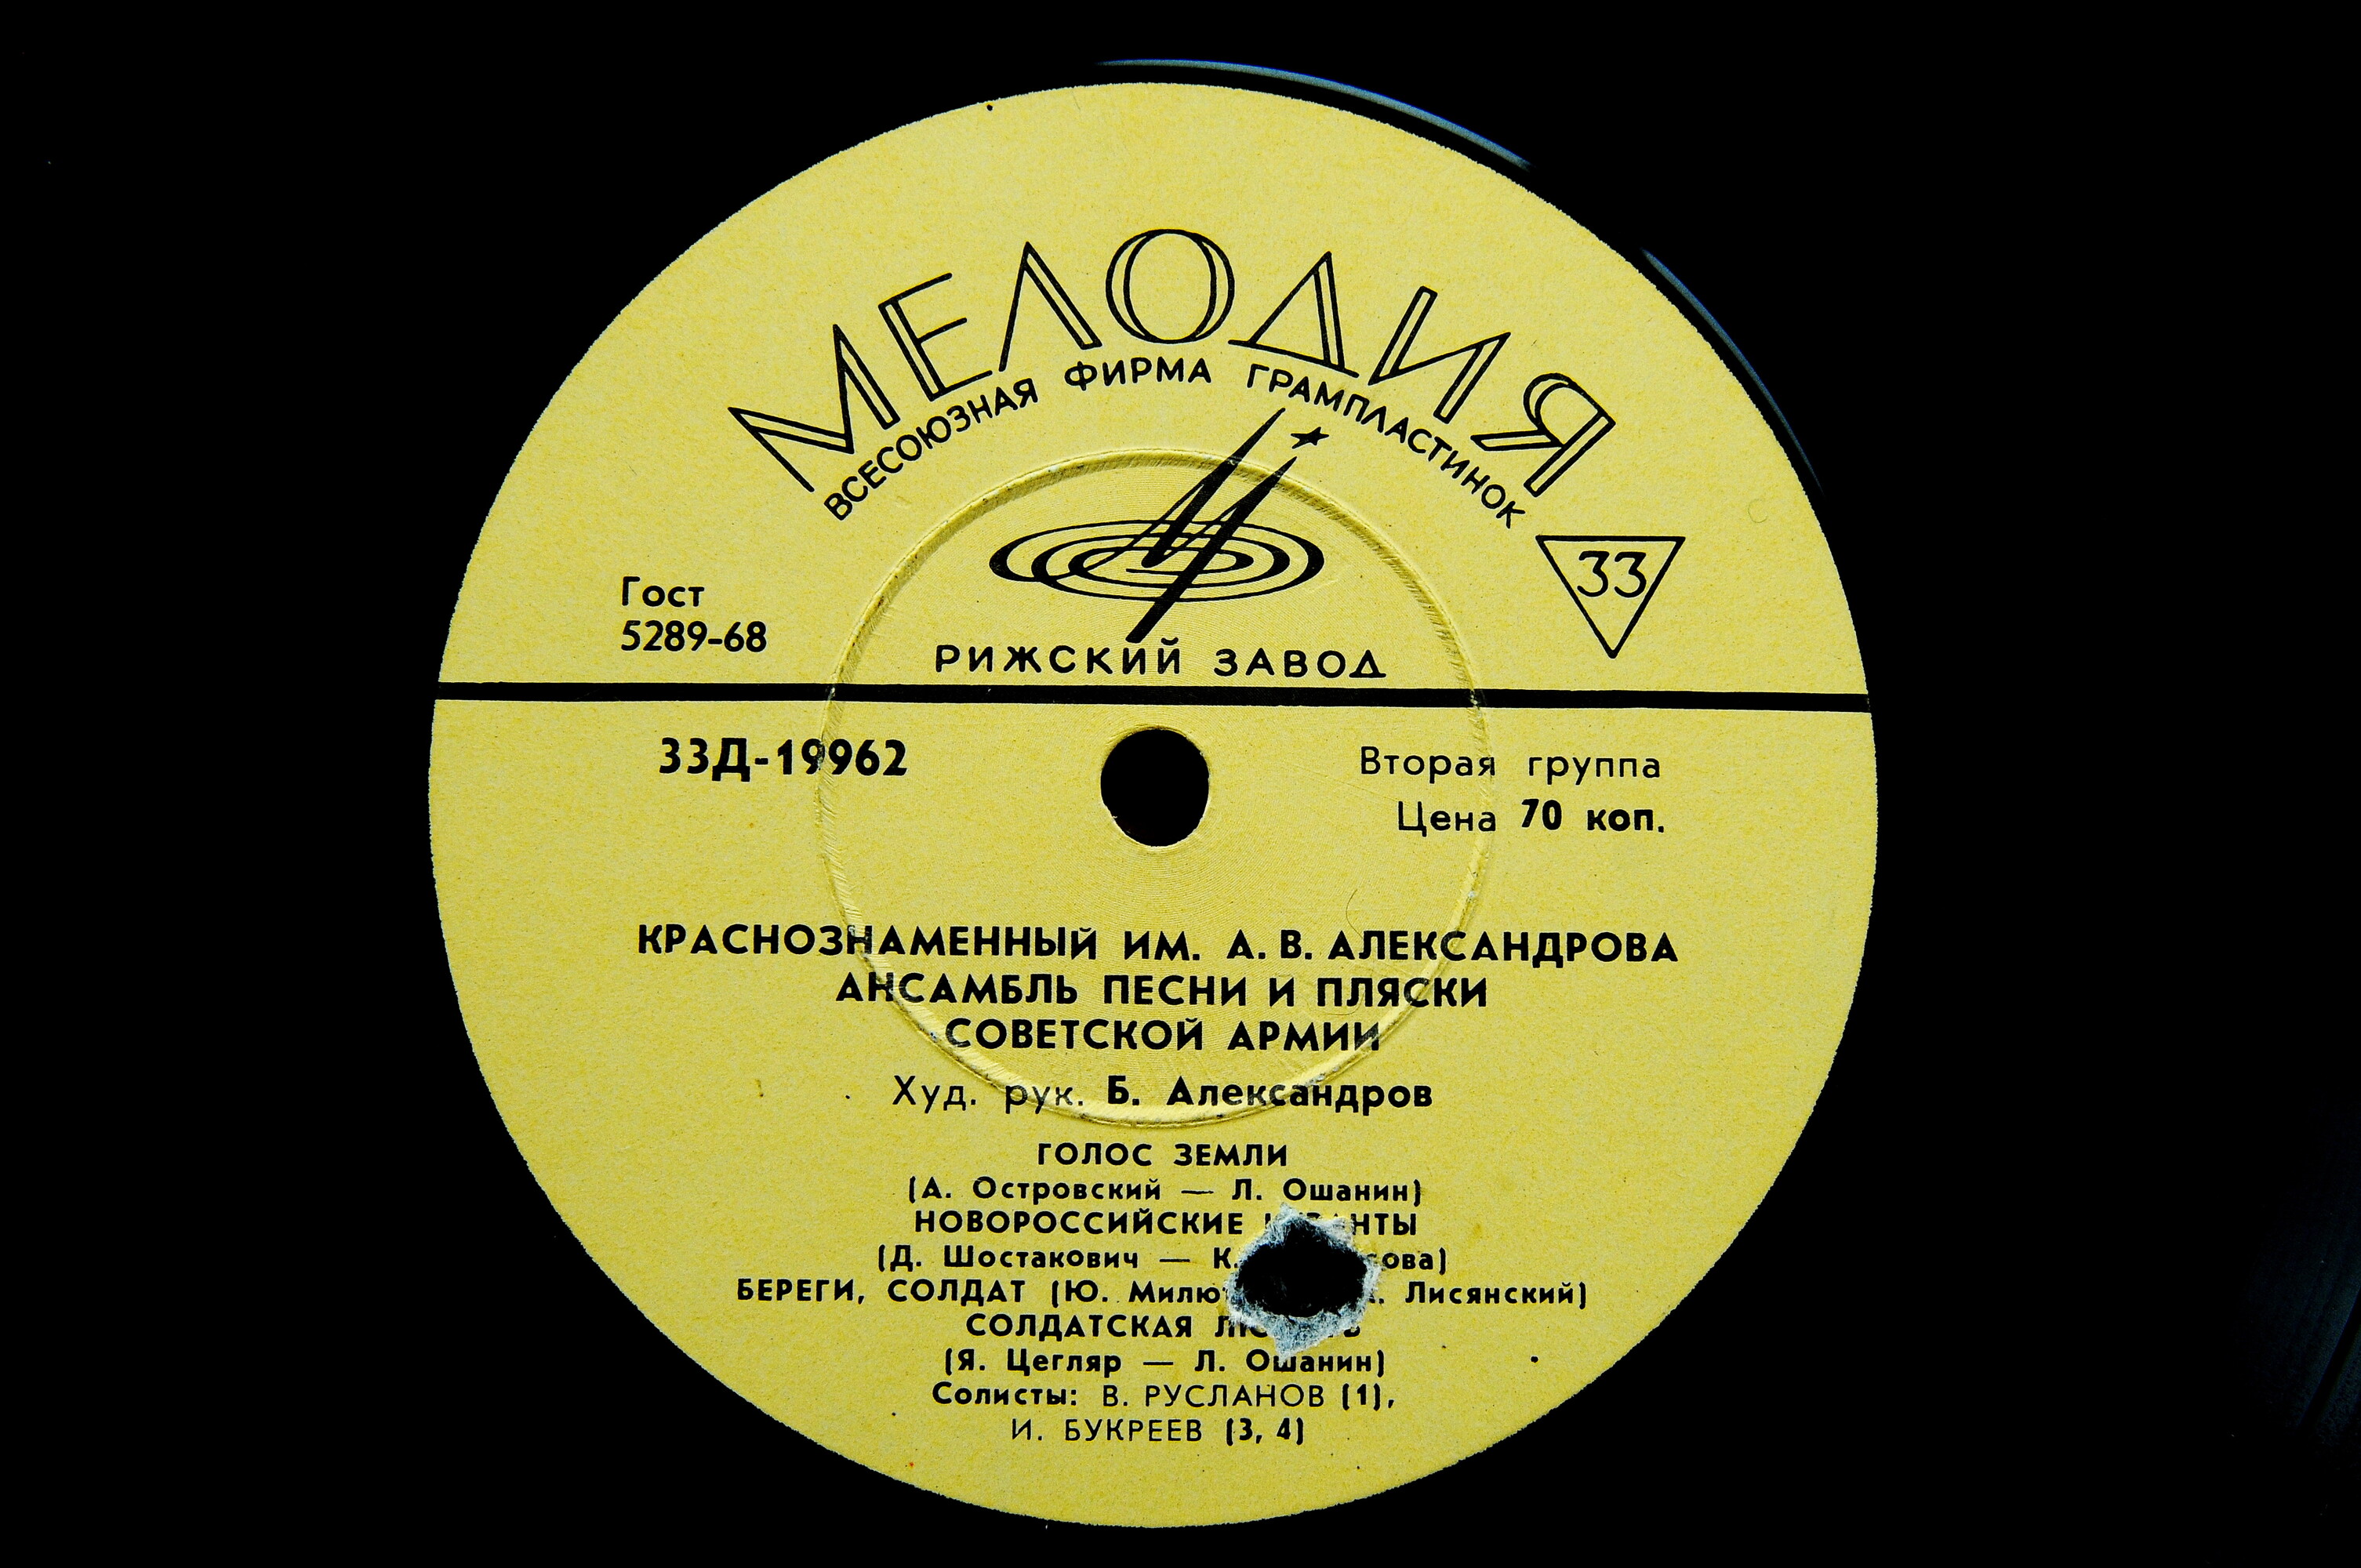 МЕЛОДИЯ
ВСЕСОЮЗНАЯ ФИРМА ГРАМПЛАСТИНОК
33
Гост
5289-68
РИЖСКИЙ ЗАВОД
33Д-19962
Вторая группа
Цена 70 коп.
КРАСНОЗНАМЕННЫЙ ИМ. А. В. АЛЕКСАНДРОВА
АНСАМБЛЬ ПЕСНИ И ПЛЯСКИ
СОВЕТСКОЙ АРМИИ
Худ. рук. Б. Александров
ГОЛОС ЗЕМЛИ
(А. Островский — Л. Ошанин)
НОВОРОССИЙСКИЕ
(Д. Шостакович — К.
БЕРЕГИ, СОЛДАТ (Ю. Лисянский)
СОЛДАТСКАЯ
(Я. Цегляр — Л. Ошанин)
Солисты: В. РУСЛАНОВ (1),
И. БУКРЕЕВ (3, 4)